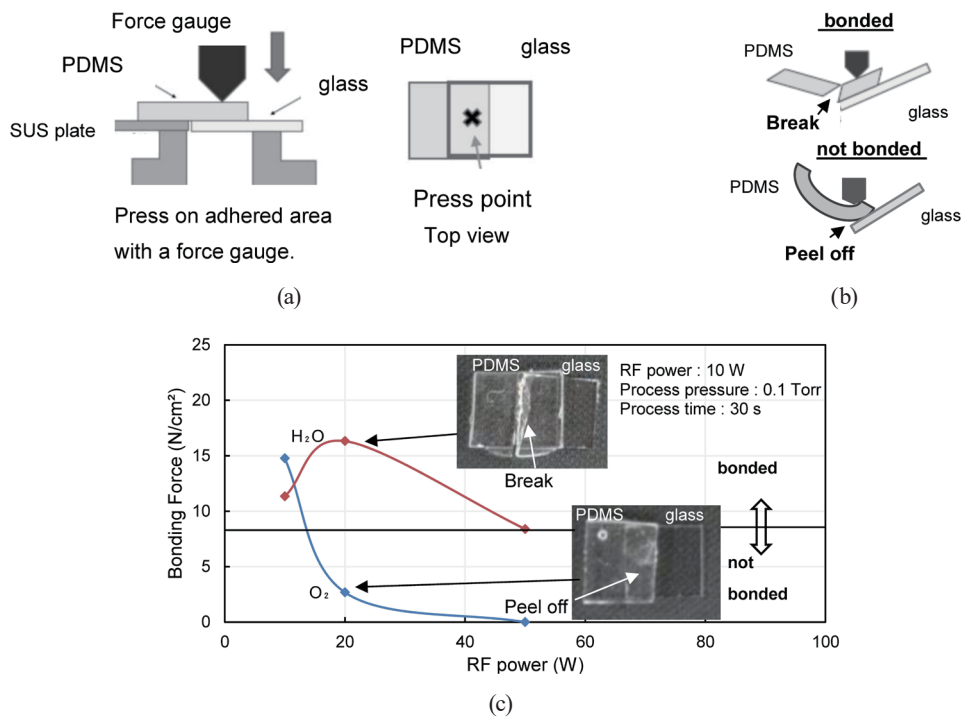 Force gauge
PDMS
glass
SUS plate
Press on adhered area
with a force gauge.
PDMS glass
Press point
Top view
(a)
bonded
PDMS
Break
glass
not bonded
PDMS
glass
Peel off
(b)
Bonding Force (N/cm²)
25
20
15
10
5
0
H₂O
O₂
PDMS glass
Break
RF power : 10 W
Process pressure : 0.1 Torr
Process time : 30 s
bonded
PDMS glass
not
bonded
Peel off
0 20 40 60 80 100
RF power (W)
(c)